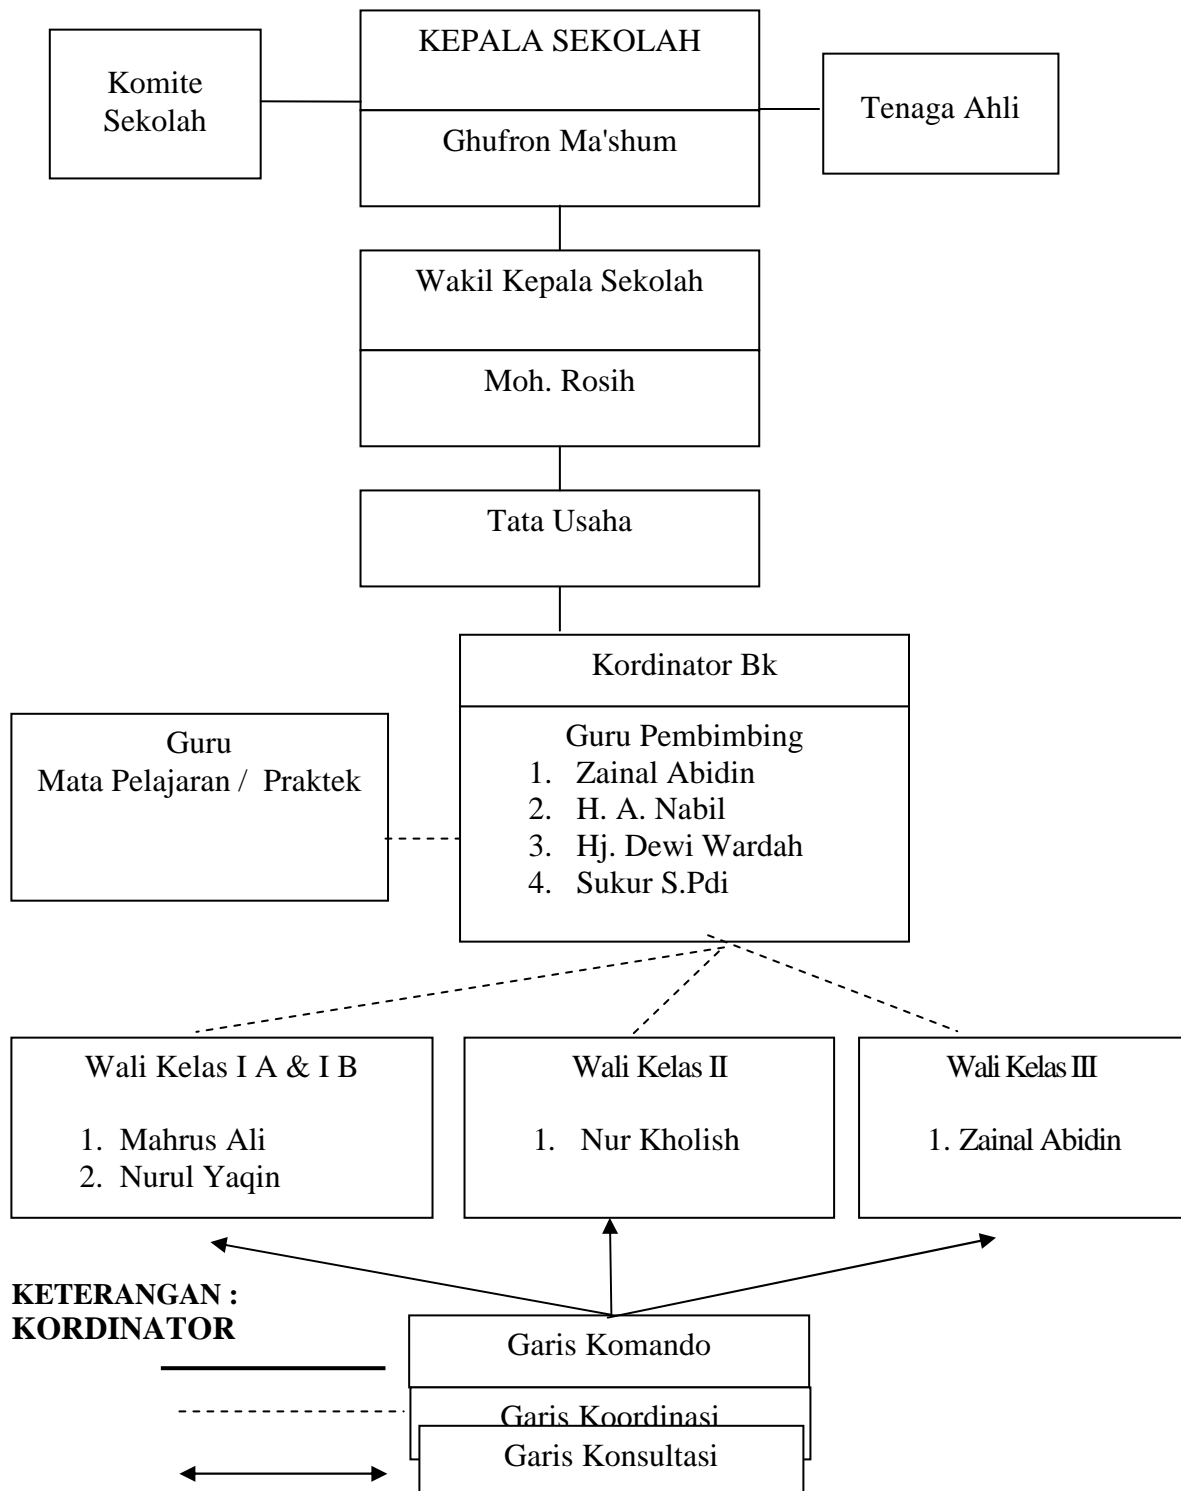 KEPALA SEKOLAH
Komite
Sekolah
Tenaga Ahli
Ghufron Ma'shum
Wakil Kepala Sekolah
Moh. Rosih
Tata Usaha
Kordinator Bk
Guru
Mata Pelajaran / Praktek
Guru Pembimbing
1. Zainal Abidin
2. H. A. Nabil
3. Hj. Dewi Wardah
4. Sukur S.Pdi
Wali Kelas I A & I B
1. Mahrus Ali
2. Nurul Yaqin
Wali Kelas II
1. Nur Kholish
Wali Kelas III
1. Zainal Abidin
KETERANGAN :
KORDINATOR
Garis Komando
Garis Koordinasi
Garis Konsultasi